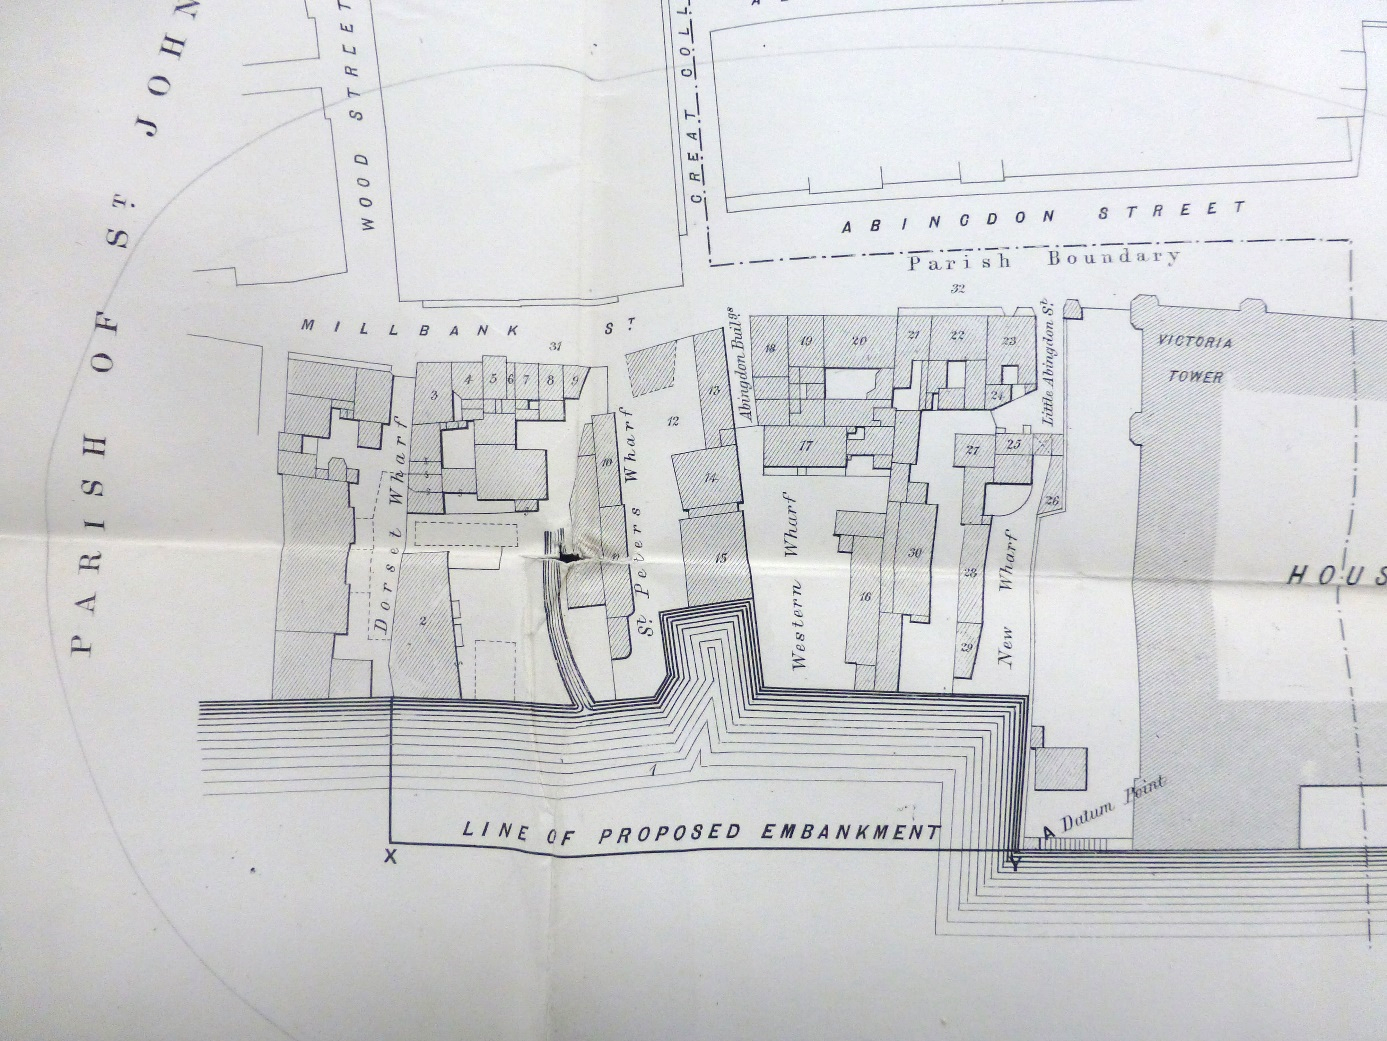 PARISH OF ST. JOHN
WOOD STREET
GREAT COLL.
ABINGDON STREET
Parish Boundary
32
MILLBANK ST.
31
Abingdon Buil.gs
Little Abingdon St.
VICTORIA
TOWER
18
19
20
21
22
23
24
3
4
5
6
7
8
9
13
12
17
27
25
26
10
14
15
16
30
28
29
2
Dorset Wharf
St. Peters Wharf
Western Wharf
New Wharf
HOUS
1
A Datum Point
LINE OF PROPOSED EMBANKMENT
X
Y